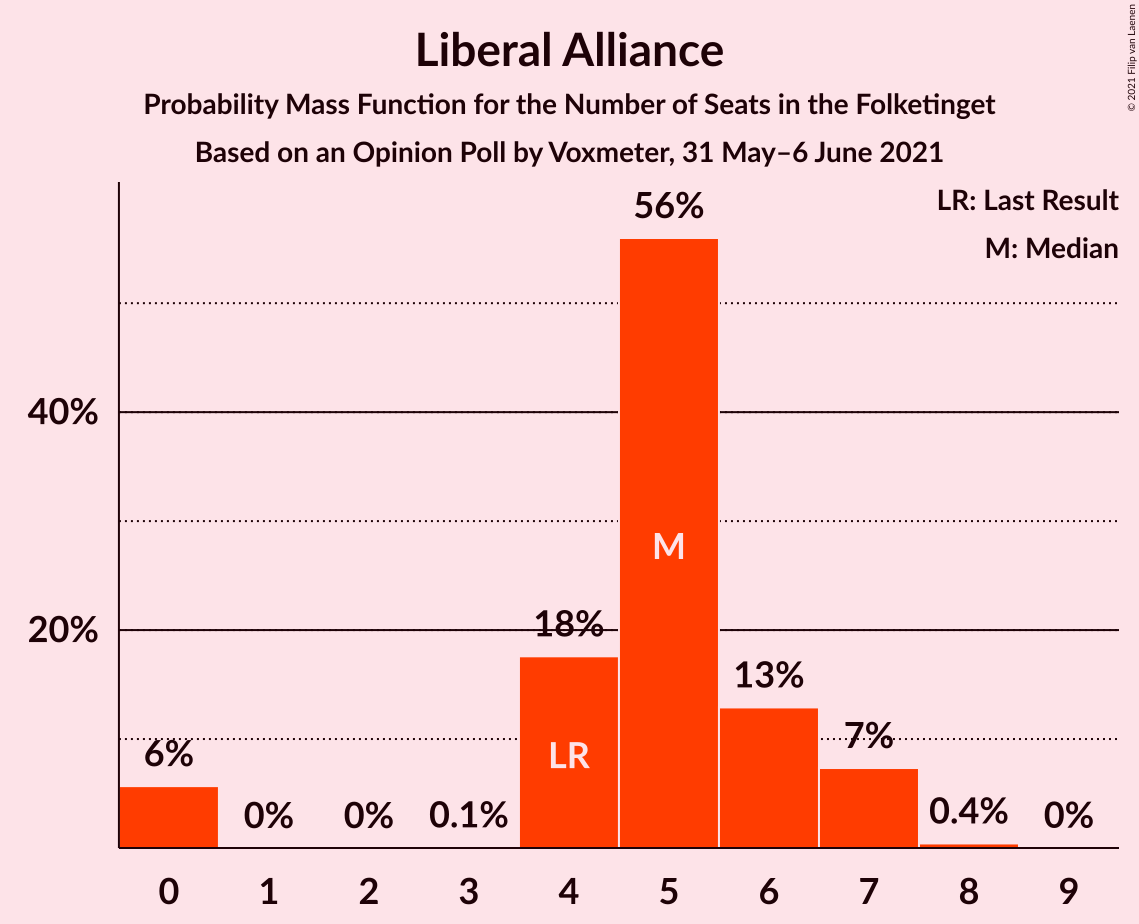 Liberal Alliance
Probability Mass Function for the Number of Seats in the Folketinget
Based on an Opinion Poll by Voxmeter, 31 May–6 June 2021
© 2021 Filip van Laenen
LR: Last Result
M: Median
56%
40%
M
20%
18%
13%
6%
LR
7%
0%
0%
0.1%
0.4%
0%
0 1 2 3 4 5 6 7 8 9